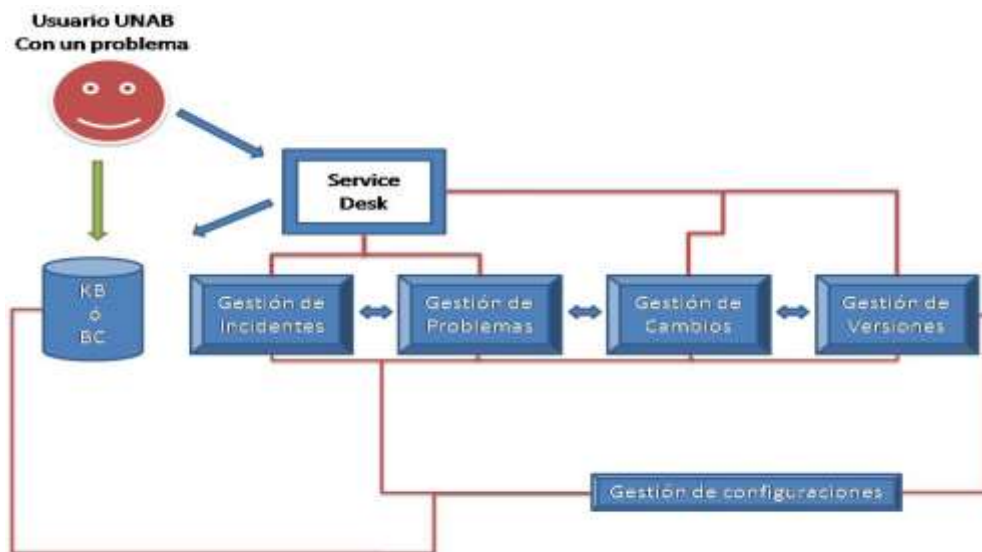 Usuario UNAB
Con un problema
Service
Desk
KB
ó
BC
Gestión de
Incidentes
Gestión de
Problemas
Gestión de
Cambios
Gestión de
Versiones
Gestión de configuraciones